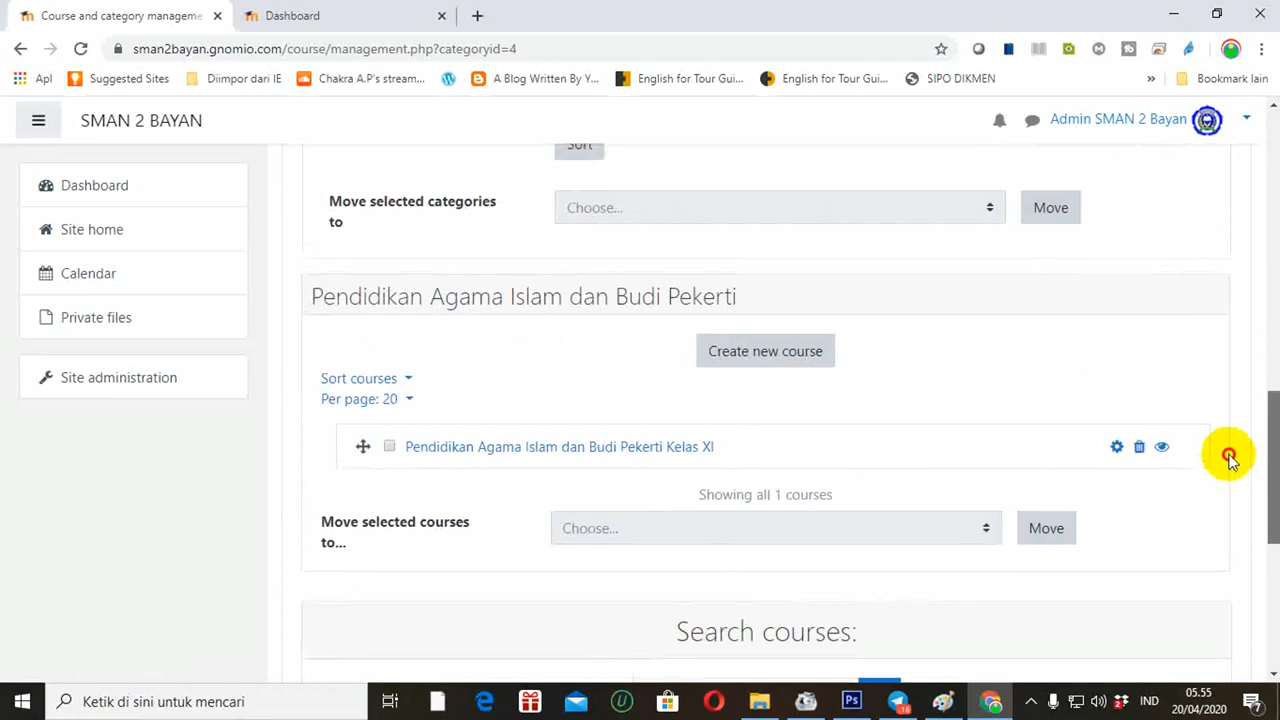 Course and category manageme
Dashboard
sman2bayan.gnomio.com/course/management.php?categoryid=4
Apl
Suggested Sites
Diimpor dari IE
Chakra A.P's stream...
A Blog Written By Y...
English for Tour Gui...
English for Tour Gui...
SIPO DIKMEN
»
Bookmark lain
SMAN 2 BAYAN
Admin SMAN 2 Bayan
Dashboard
Site home
Calendar
Private files
Site administration
Sort
Move selected categories
to
Choose...
Move
Pendidikan Agama Islam dan Budi Pekerti
Create new course
Sort courses
Per page: 20
Pendidikan Agama Islam dan Budi Pekerti Kelas XI
Showing all 1 courses
Move selected courses
to...
Choose...
Move
Search courses:
Ketik di sini untuk mencari
Ps
16
IND
05.55
20/04/2020
7